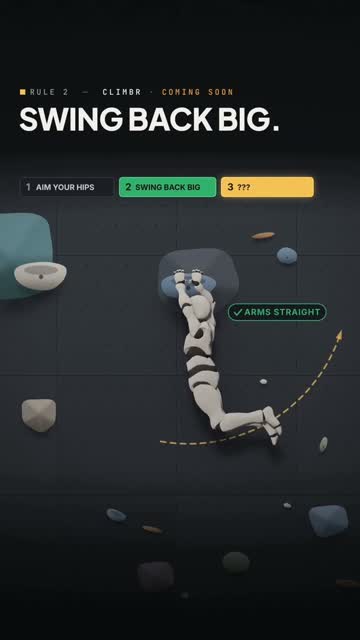 RULE 2 — CLIMBR · COMING SOON
SWING BACK BIG.
1 AIM YOUR HIPS
2 SWING BACK BIG
3 ???
✓ ARMS STRAIGHT